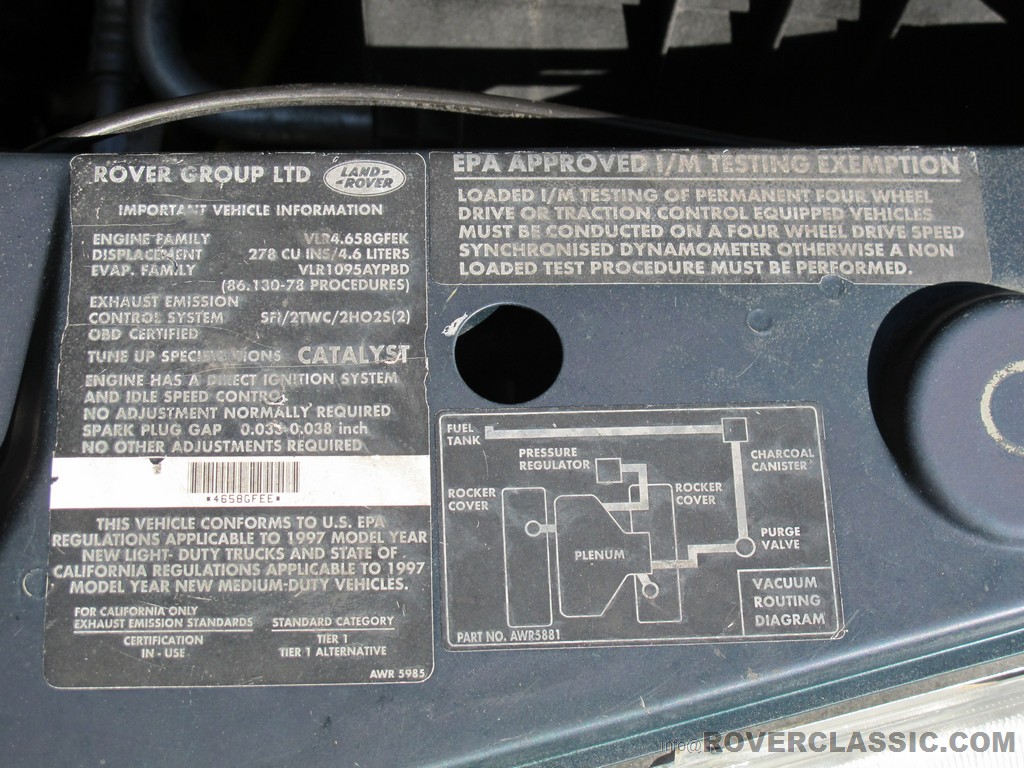 ROVER GROUP LTD LAND-
-ROVER
IMPORTANT VEHICLE INFORMATION
ENGINE FAMILY VLR4.658GFEK
DISPLACEMENT 278 CU INS/4.6 LITERS
EVAP. FAMILY VLR1095AYPBD
(86.130-78 PROCEDURES)
EXHAUST EMISSION
CONTROL SYSTEM SFI/2TWC/2HO2S(2)
OBD CERTIFIED
TUNE UP SPECIFICATIONS CATALYST
ENGINE HAS A DIRECT IGNITION SYSTEM
AND IDLE SPEED CONTROL
NO ADJUSTMENT NORMALLY REQUIRED
SPARK PLUG GAP 0.035-0.038 inch
NO OTHER ADJUSTMENTS REQUIRED
*4658GFEE*
THIS VEHICLE CONFORMS TO U.S. EPA
REGULATIONS APPLICABLE TO 1997 MODEL YEAR
NEW LIGHT- DUTY TRUCKS AND STATE OF
CALIFORNIA REGULATIONS APPLICABLE TO 1997
MODEL YEAR NEW MEDIUM-DUTY VEHICLES.
FOR CALIFORNIA ONLY
EXHAUST EMISSION STANDARDS STANDARD CATEGORY
CERTIFICATION TIER 1
IN - USE TIER 1 ALTERNATIVE
AWR 5985
EPA APPROVED I/M TESTING EXEMPTION
LOADED I/M TESTING OF PERMANENT FOUR WHEEL
DRIVE OR TRACTION CONTROL EQUIPPED VEHICLES
MUST BE CONDUCTED ON A FOUR WHEEL DRIVE SPEED
SYNCHRONISED DYNAMOMETER OTHERWISE A NON
LOADED TEST PROCEDURE MUST BE PERFORMED.
FUEL
TANK
PRESSURE
REGULATOR
CHARCOAL
CANISTER
ROCKER
COVER
ROCKER
COVER
PLENUM
PURGE
VALVE
VACUUM
ROUTING
DIAGRAM
PART NO. AWR5881
info@ROVERCLASSIC.COM